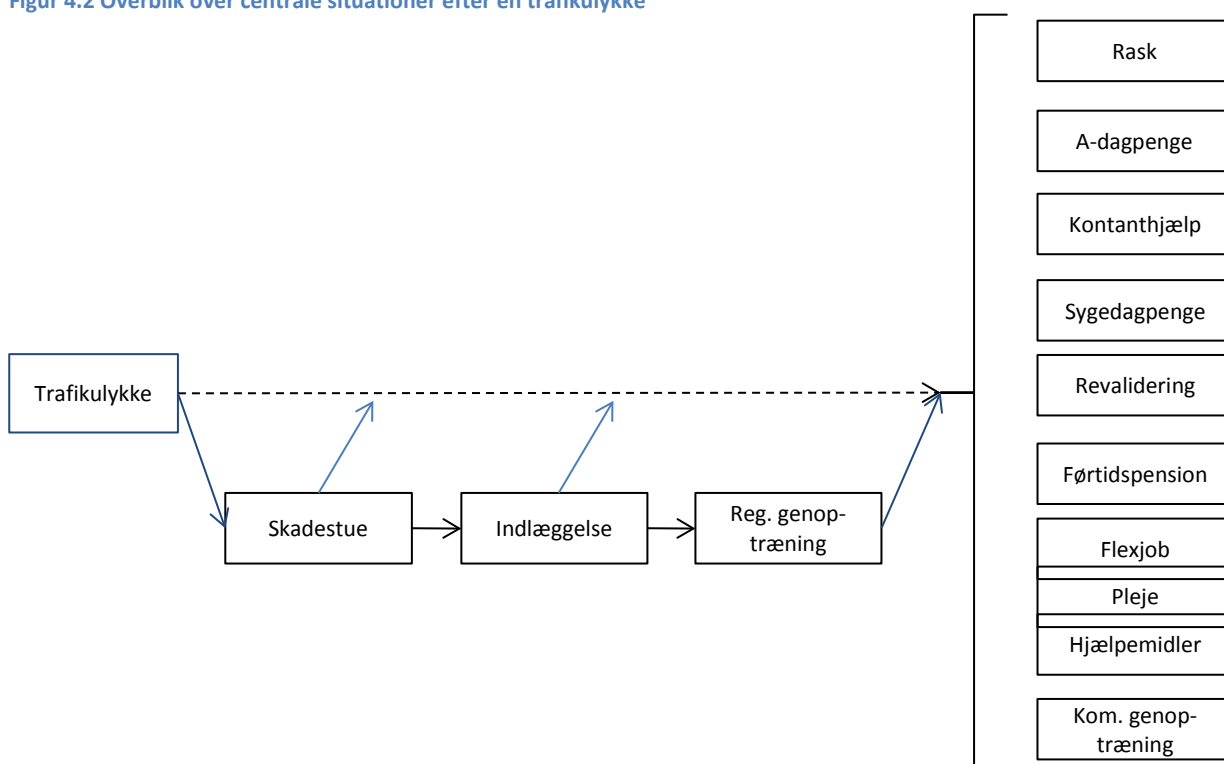 Figur 4.2 Overblik over centrale situationer efter en trafikulykke
Rask
A-dagpenge
Kontanthjælp
Sygedagpenge
Trafikulykke
Revalidering
Førtidspension
Skadestue
Indlæggelse
Reg. genop-
træning
Flexjob
Pleje
Hjælpemidler
Kom. genop-
træning